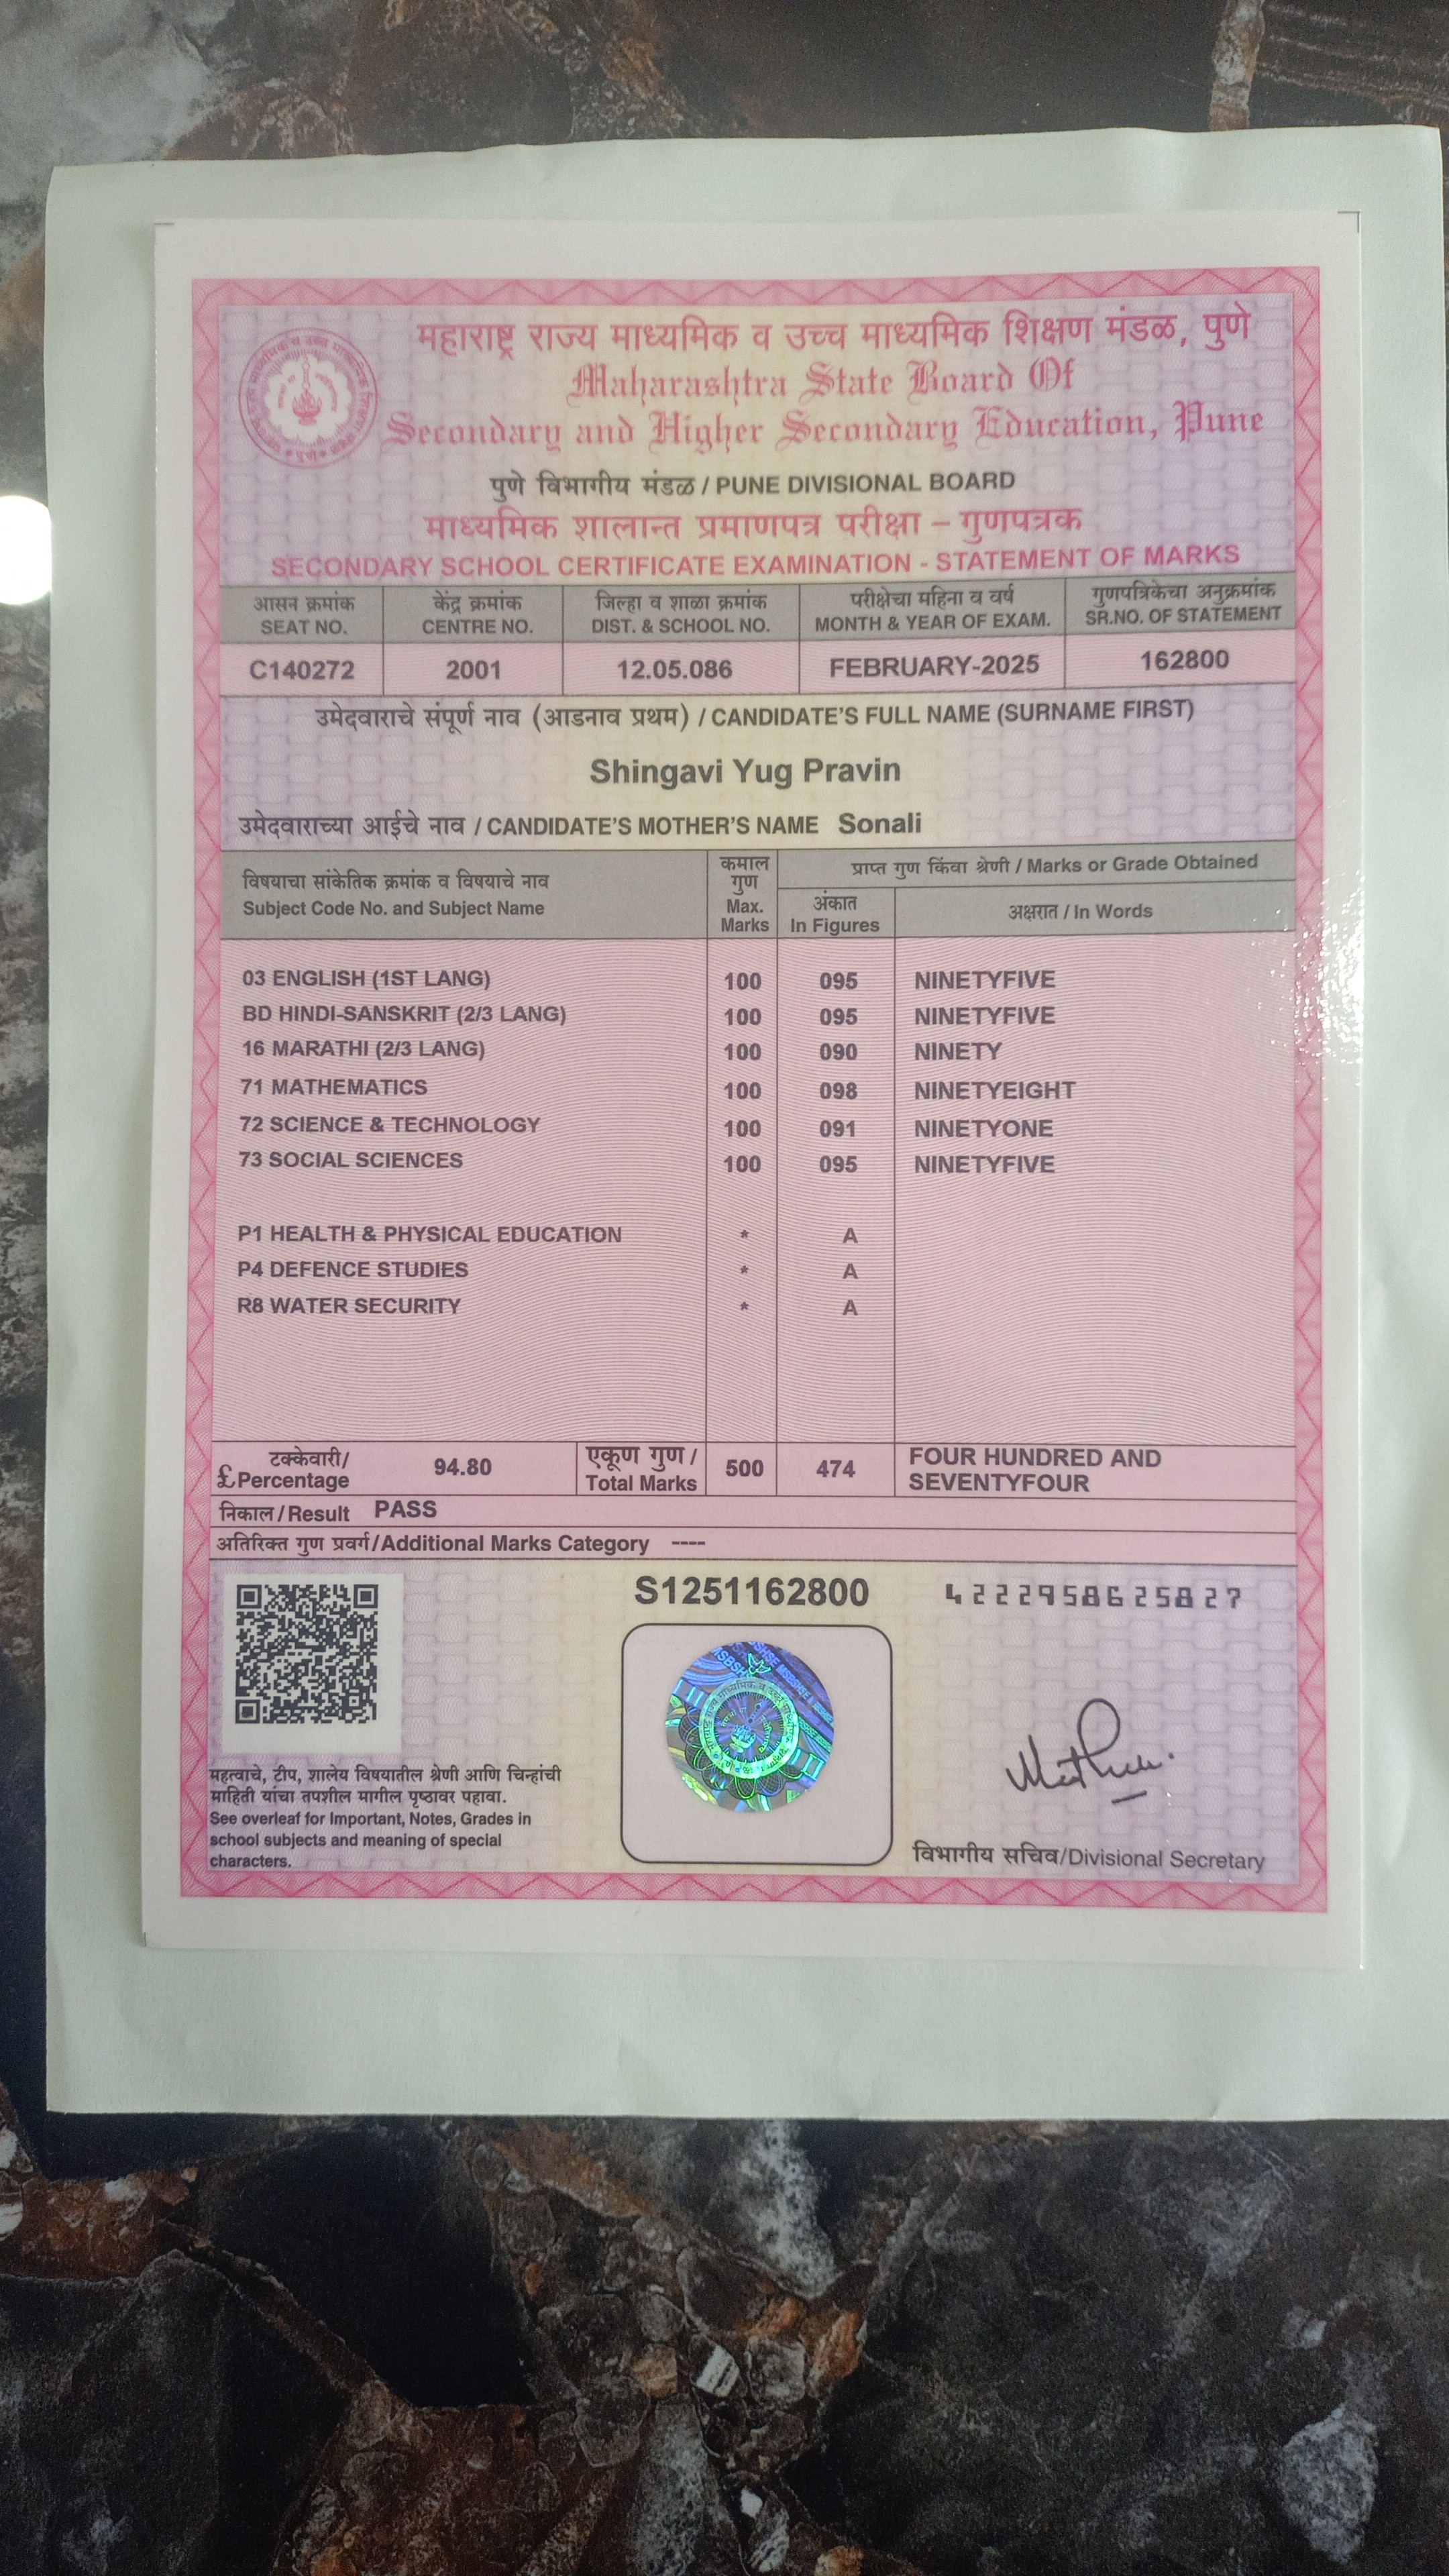 महाराष्ट्र राज्य माध्यमिक व उच्च माध्यमिक शिक्षण मंडळ, पुणे
Maharashtra State Board Of
Secondary and Higher Secondary Education, Pune
पुणे विभागीय मंडळ / PUNE DIVISIONAL BOARD
माध्यमिक शालान्त प्रमाणपत्र परीक्षा – गुणपत्रक
SECONDARY SCHOOL CERTIFICATE EXAMINATION - STATEMENT OF MARKS
आसन क्रमांक केंद्र क्रमांक जिल्हा व शाळा क्रमांक परीक्षेचा महिना व वर्ष गुणपत्रिकेचा अनुक्रमांक
SEAT NO. CENTRE NO. DIST. & SCHOOL NO. MONTH & YEAR OF EXAM. SR.NO. OF STATEMENT
C140272 2001 12.05.086 FEBRUARY-2025 162800
उमेदवाराचे संपूर्ण नाव (आडनाव प्रथम) / CANDIDATE'S FULL NAME (SURNAME FIRST)
Shingavi Yug Pravin
उमेदवाराच्या आईचे नाव / CANDIDATE'S MOTHER'S NAME Sonali
विषयाचा सांकेतिक क्रमांक व विषयाचे नाव
Subject Code No. and Subject Name
कमाल
गुण
Max.
Marks
प्राप्त गुण किंवा श्रेणी / Marks or Grade Obtained
अंकात
In Figures
अक्षरात / In Words
03 ENGLISH (1ST LANG) 100 095 NINETYFIVE
BD HINDI-SANSKRIT (2/3 LANG) 100 095 NINETYFIVE
16 MARATHI (2/3 LANG) 100 090 NINETY
71 MATHEMATICS 100 098 NINETYEIGHT
72 SCIENCE & TECHNOLOGY 100 091 NINETYONE
73 SOCIAL SCIENCES 100 095 NINETYFIVE
P1 HEALTH & PHYSICAL EDUCATION * A
P4 DEFENCE STUDIES * A
R8 WATER SECURITY * A
टक्केवारी/
£Percentage
94.80
एकूण गुण /
Total Marks
500 474
FOUR HUNDRED AND
SEVENTYFOUR
निकाल / Result PASS
अतिरिक्त गुण प्रवर्ग/Additional Marks Category ----
S1251162800 4222958625827
महत्वाचे, टीप, शालेय विषयातील श्रेणी आणि चिन्हांची
माहिती यांचा तपशील मागील पृष्ठावर पहावा.
See overleaf for Important, Notes, Grades in
school subjects and meaning of special
characters.
विभागीय सचिव/Divisional Secretary